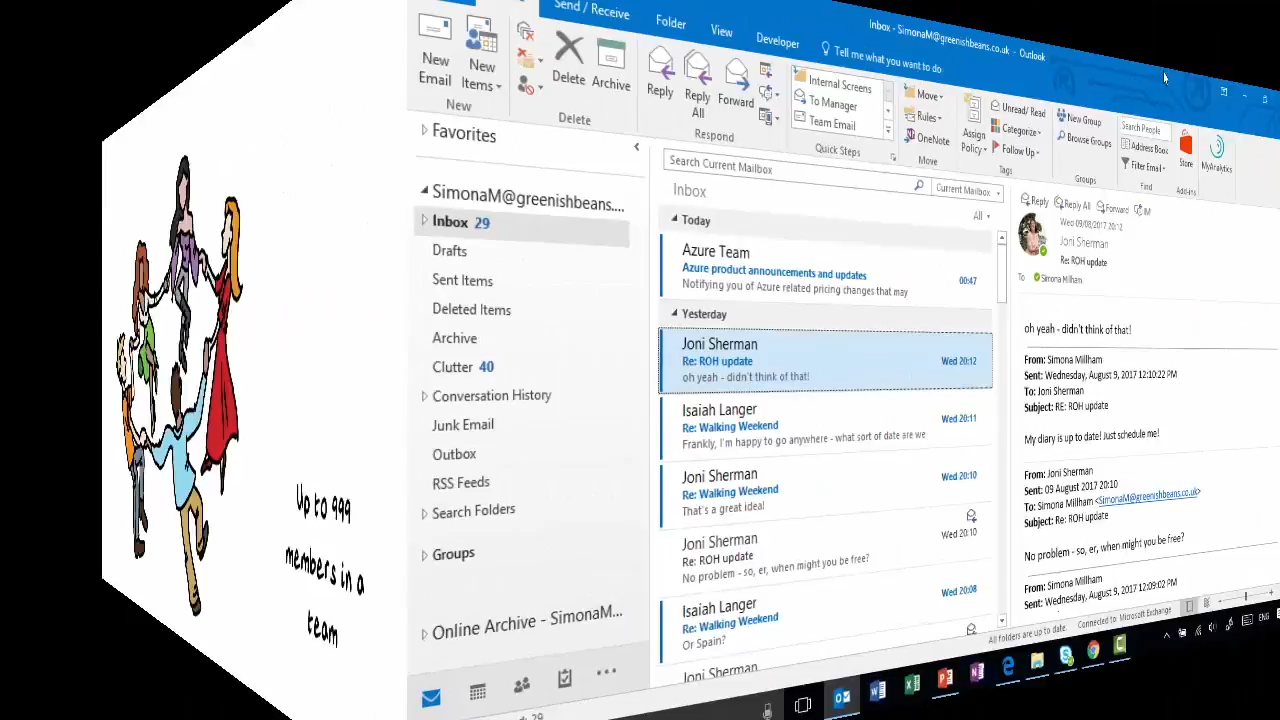 Up to 999
members in a
team
Inbox - SimonaM@greenishbeans.co.uk - Outlook
Send / Receive
Folder
View
Developer
Tell me what you want to do
New
Email
New
Items
New
Delete
Archive
Delete
Reply
Reply
All
Forward
Respond
Internal Screens
To Manager
Team Email
Quick Steps
Move
Rules
OneNote
Move
Assign
Policy
Unread/ Read
Categorize
Follow Up
Tags
New Group
Browse Groups
Groups
Search People
Address Book
Filter Email
Find
Store
Add-ins
MyAnalytics
Favorites
SimonaM@greenishbeans....
Inbox 29
Drafts
Sent Items
Deleted Items
Archive
Clutter 40
Conversation History
Junk Email
Outbox
RSS Feeds
Search Folders
Groups
Online Archive - SimonaM...
Search Current Mailbox
Current Mailbox
Inbox
All
Today
Azure Team
Azure product announcements and updates
00:47
Notifying you of Azure related pricing changes that may
Yesterday
Joni Sherman
Re: ROH update
Wed 20:12
oh yeah - didn't think of that!
Isaiah Langer
Re: Walking Weekend
Wed 20:11
Frankly, I'm happy to go anywhere - what sort of date are we
Joni Sherman
Re: Walking Weekend
Wed 20:10
That's a great idea!
Joni Sherman
Re: ROH update
Wed 20:10
No problem - so, er, when might you be free?
Isaiah Langer
Re: Walking Weekend
Wed 20:08
Or Spain?
Joni Sherman
Reply
Reply All
Forward
IM
Wed 09/08/2017 20:12
Joni Sherman
Re: ROH update
To
Simona Millham
oh yeah - didn't think of that!
From: Simona Millham
Sent: Wednesday, August 9, 2017 12:10:22 PM
To: Joni Sherman
Subject: RE: ROH update
My diary is up to date! Just schedule me!
From: Joni Sherman
Sent: 09 August 2017 20:10
To: Simona Millham <SimonaM@greenishbeans.co.uk>
Subject: Re: ROH update
No problem - so, er, when might you be free?
From: Simona Millham
Sent: Wednesday, August 9, 2017 12:09:02 PM
All folders are up to date.
Connected to: Microsoft Exchange
ENG